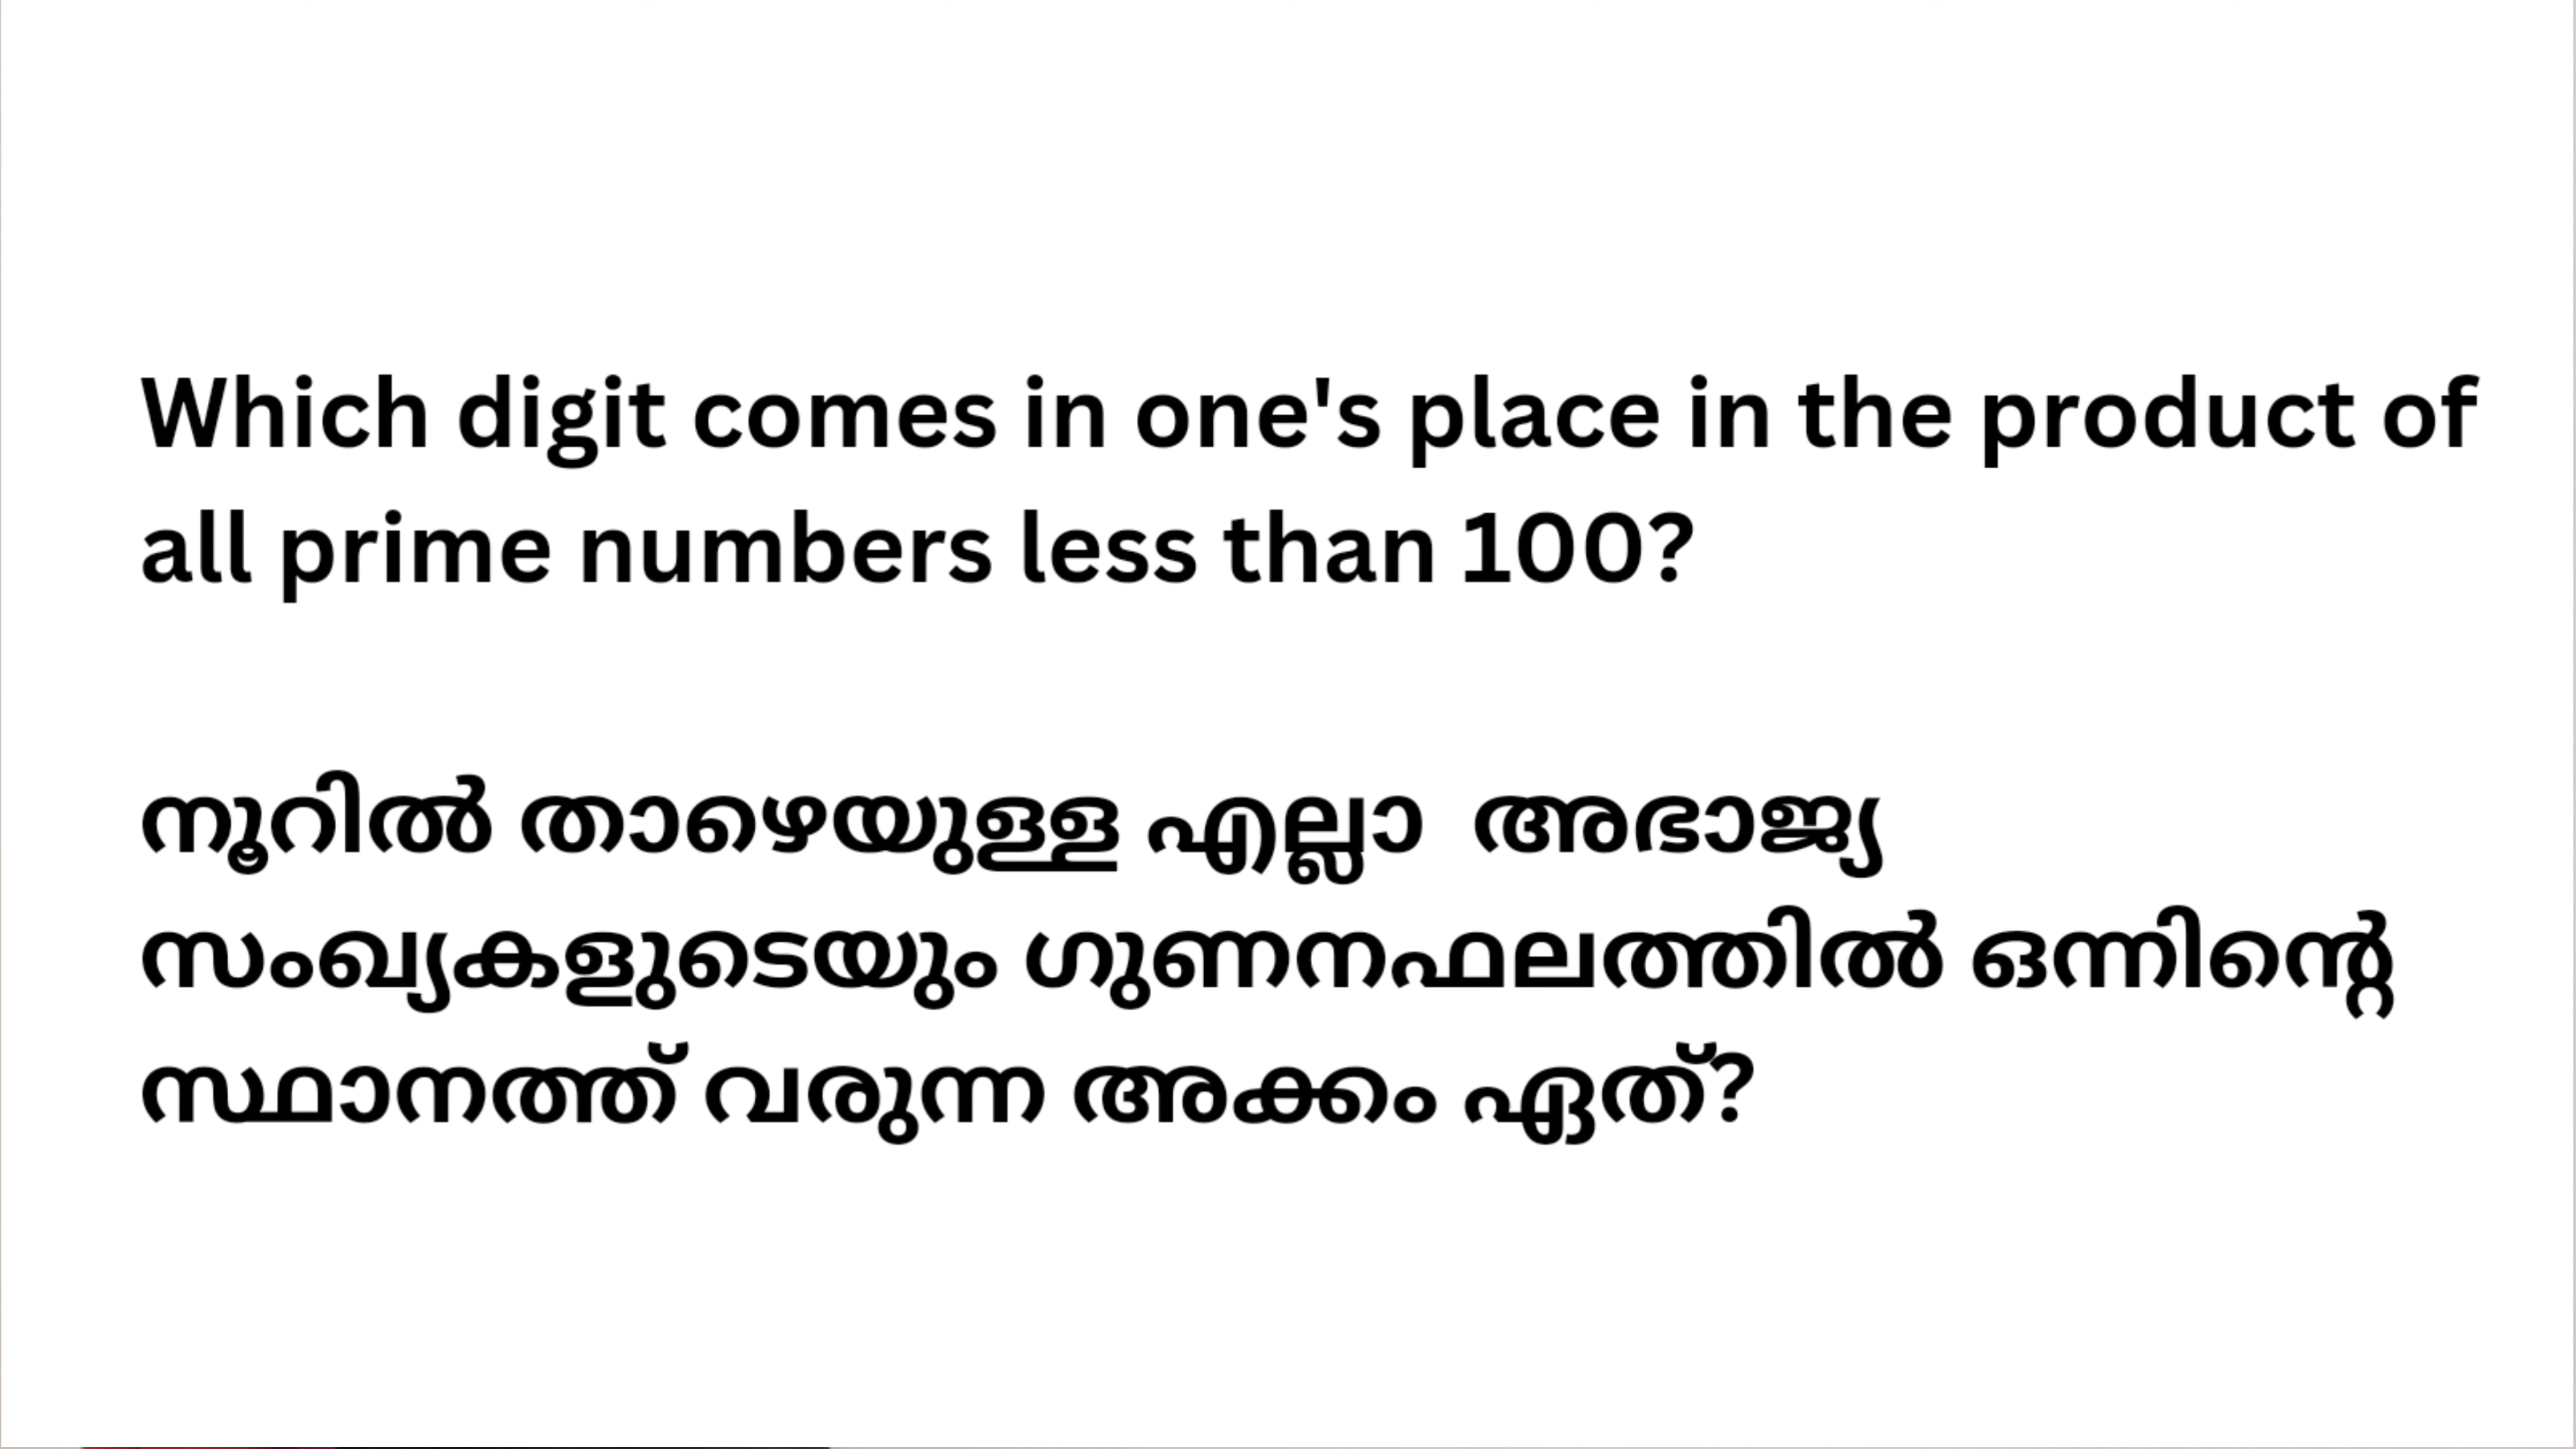 Which digit comes in one's place in the product of
all prime numbers less than 100?
നൂറിൽ താഴെയുള്ള എല്ലാ അഭാജ്യ
സംഖ്യകളുടെയും ഗുണനഫലത്തിൽ ഒന്നിന്റെ
സ്ഥാനത്ത് വരുന്ന അക്കം ഏത്?